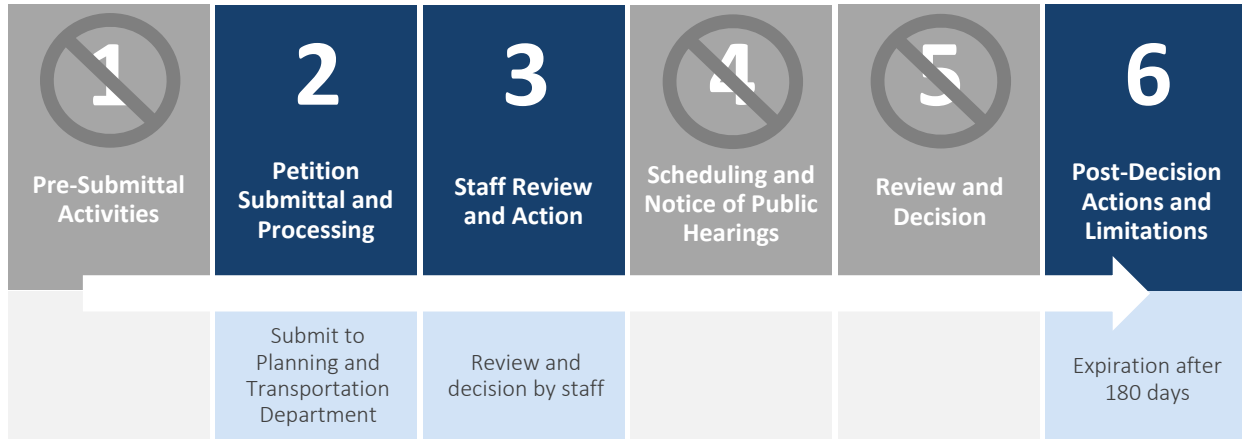 1
Pre-Submittal
Activities
2
Petition
Submittal and
Processing
3
Staff Review
and Action
4
Scheduling and
Notice of Public
Hearings
5
Review and
Decision
6
Post-Decision
Actions and
Limitations
Submit to
Planning and
Transportation
Department
Review and
decision by staff
Expiration after
180 days